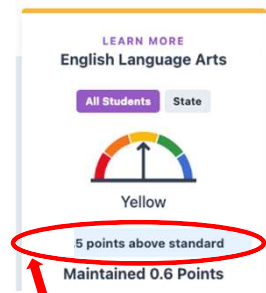 LEARN MORE
English Language Arts
All Students State
Yellow
.5 points above standard
Maintained 0.6 Points